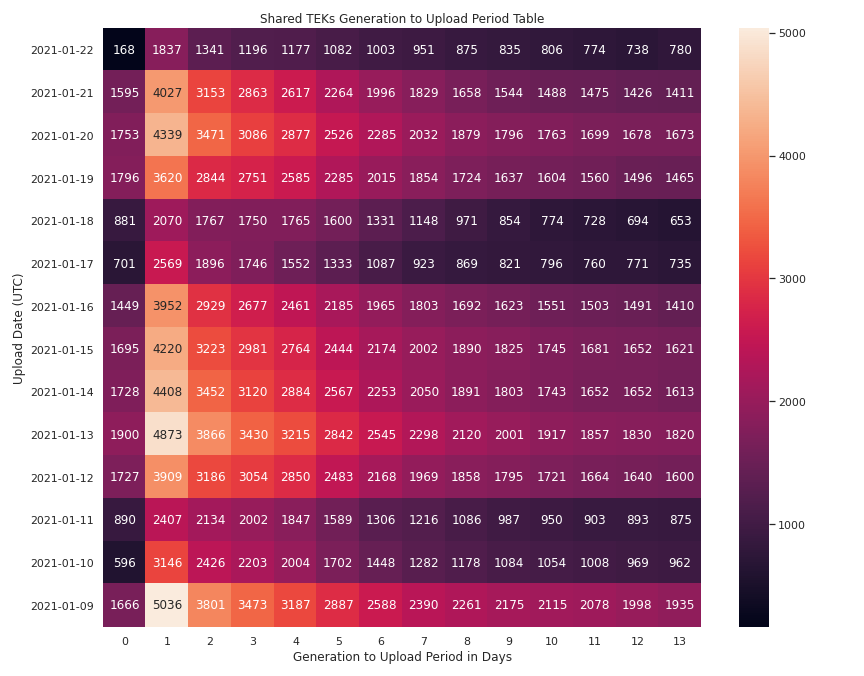 Shared TEKs Generation to Upload Period Table
2021-01-22 168 1837 1341 1196 1177 1082 1003 951 875 835 806 774 738 780
2021-01-21 1595 4027 3153 2863 2617 2264 1996 1829 1658 1544 1488 1475 1426 1411
2021-01-20 1753 4339 3471 3086 2877 2526 2285 2032 1879 1796 1763 1699 1678 1673
2021-01-19 1796 3620 2844 2751 2585 2285 2015 1854 1724 1637 1604 1560 1496 1465
2021-01-18 881 2070 1767 1750 1765 1600 1331 1148 971 854 774 728 694 653
2021-01-17 701 2569 1896 1746 1552 1333 1087 923 869 821 796 760 771 735
2021-01-16 1449 3952 2929 2677 2461 2185 1965 1803 1692 1623 1551 1503 1491 1410
2021-01-15 1695 4220 3223 2981 2764 2444 2174 2002 1890 1825 1745 1681 1652 1621
2021-01-14 1728 4408 3452 3120 2884 2567 2253 2050 1891 1803 1743 1652 1652 1613
2021-01-13 1900 4873 3866 3430 3215 2842 2545 2298 2120 2001 1917 1857 1830 1820
2021-01-12 1727 3909 3186 3054 2850 2483 2168 1969 1858 1795 1721 1664 1640 1600
2021-01-11 890 2407 2134 2002 1847 1589 1306 1216 1086 987 950 903 893 875
2021-01-10 596 3146 2426 2203 2004 1702 1448 1282 1178 1084 1054 1008 969 962
2021-01-09 1666 5036 3801 3473 3187 2887 2588 2390 2261 2175 2115 2078 1998 1935
0 1 2 3 4 5 6 7 8 9 10 11 12 13
Generation to Upload Period in Days
Upload Date (UTC)
5000
4000
3000
2000
1000